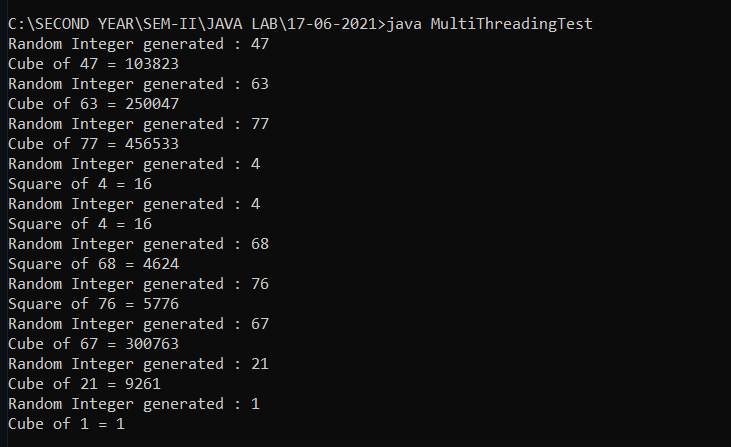 C:\SECOND YEAR\SEM-II\JAVA LAB\17-06-2021>java MultiThreadingTest
Random Integer generated : 47
Cube of 47 = 103823
Random Integer generated : 63
Cube of 63 = 250047
Random Integer generated : 77
Cube of 77 = 456533
Random Integer generated : 4
Square of 4 = 16
Random Integer generated : 4
Square of 4 = 16
Random Integer generated : 68
Square of 68 = 4624
Random Integer generated : 76
Square of 76 = 5776
Random Integer generated : 67
Cube of 67 = 300763
Random Integer generated : 21
Cube of 21 = 9261
Random Integer generated : 1
Cube of 1 = 1